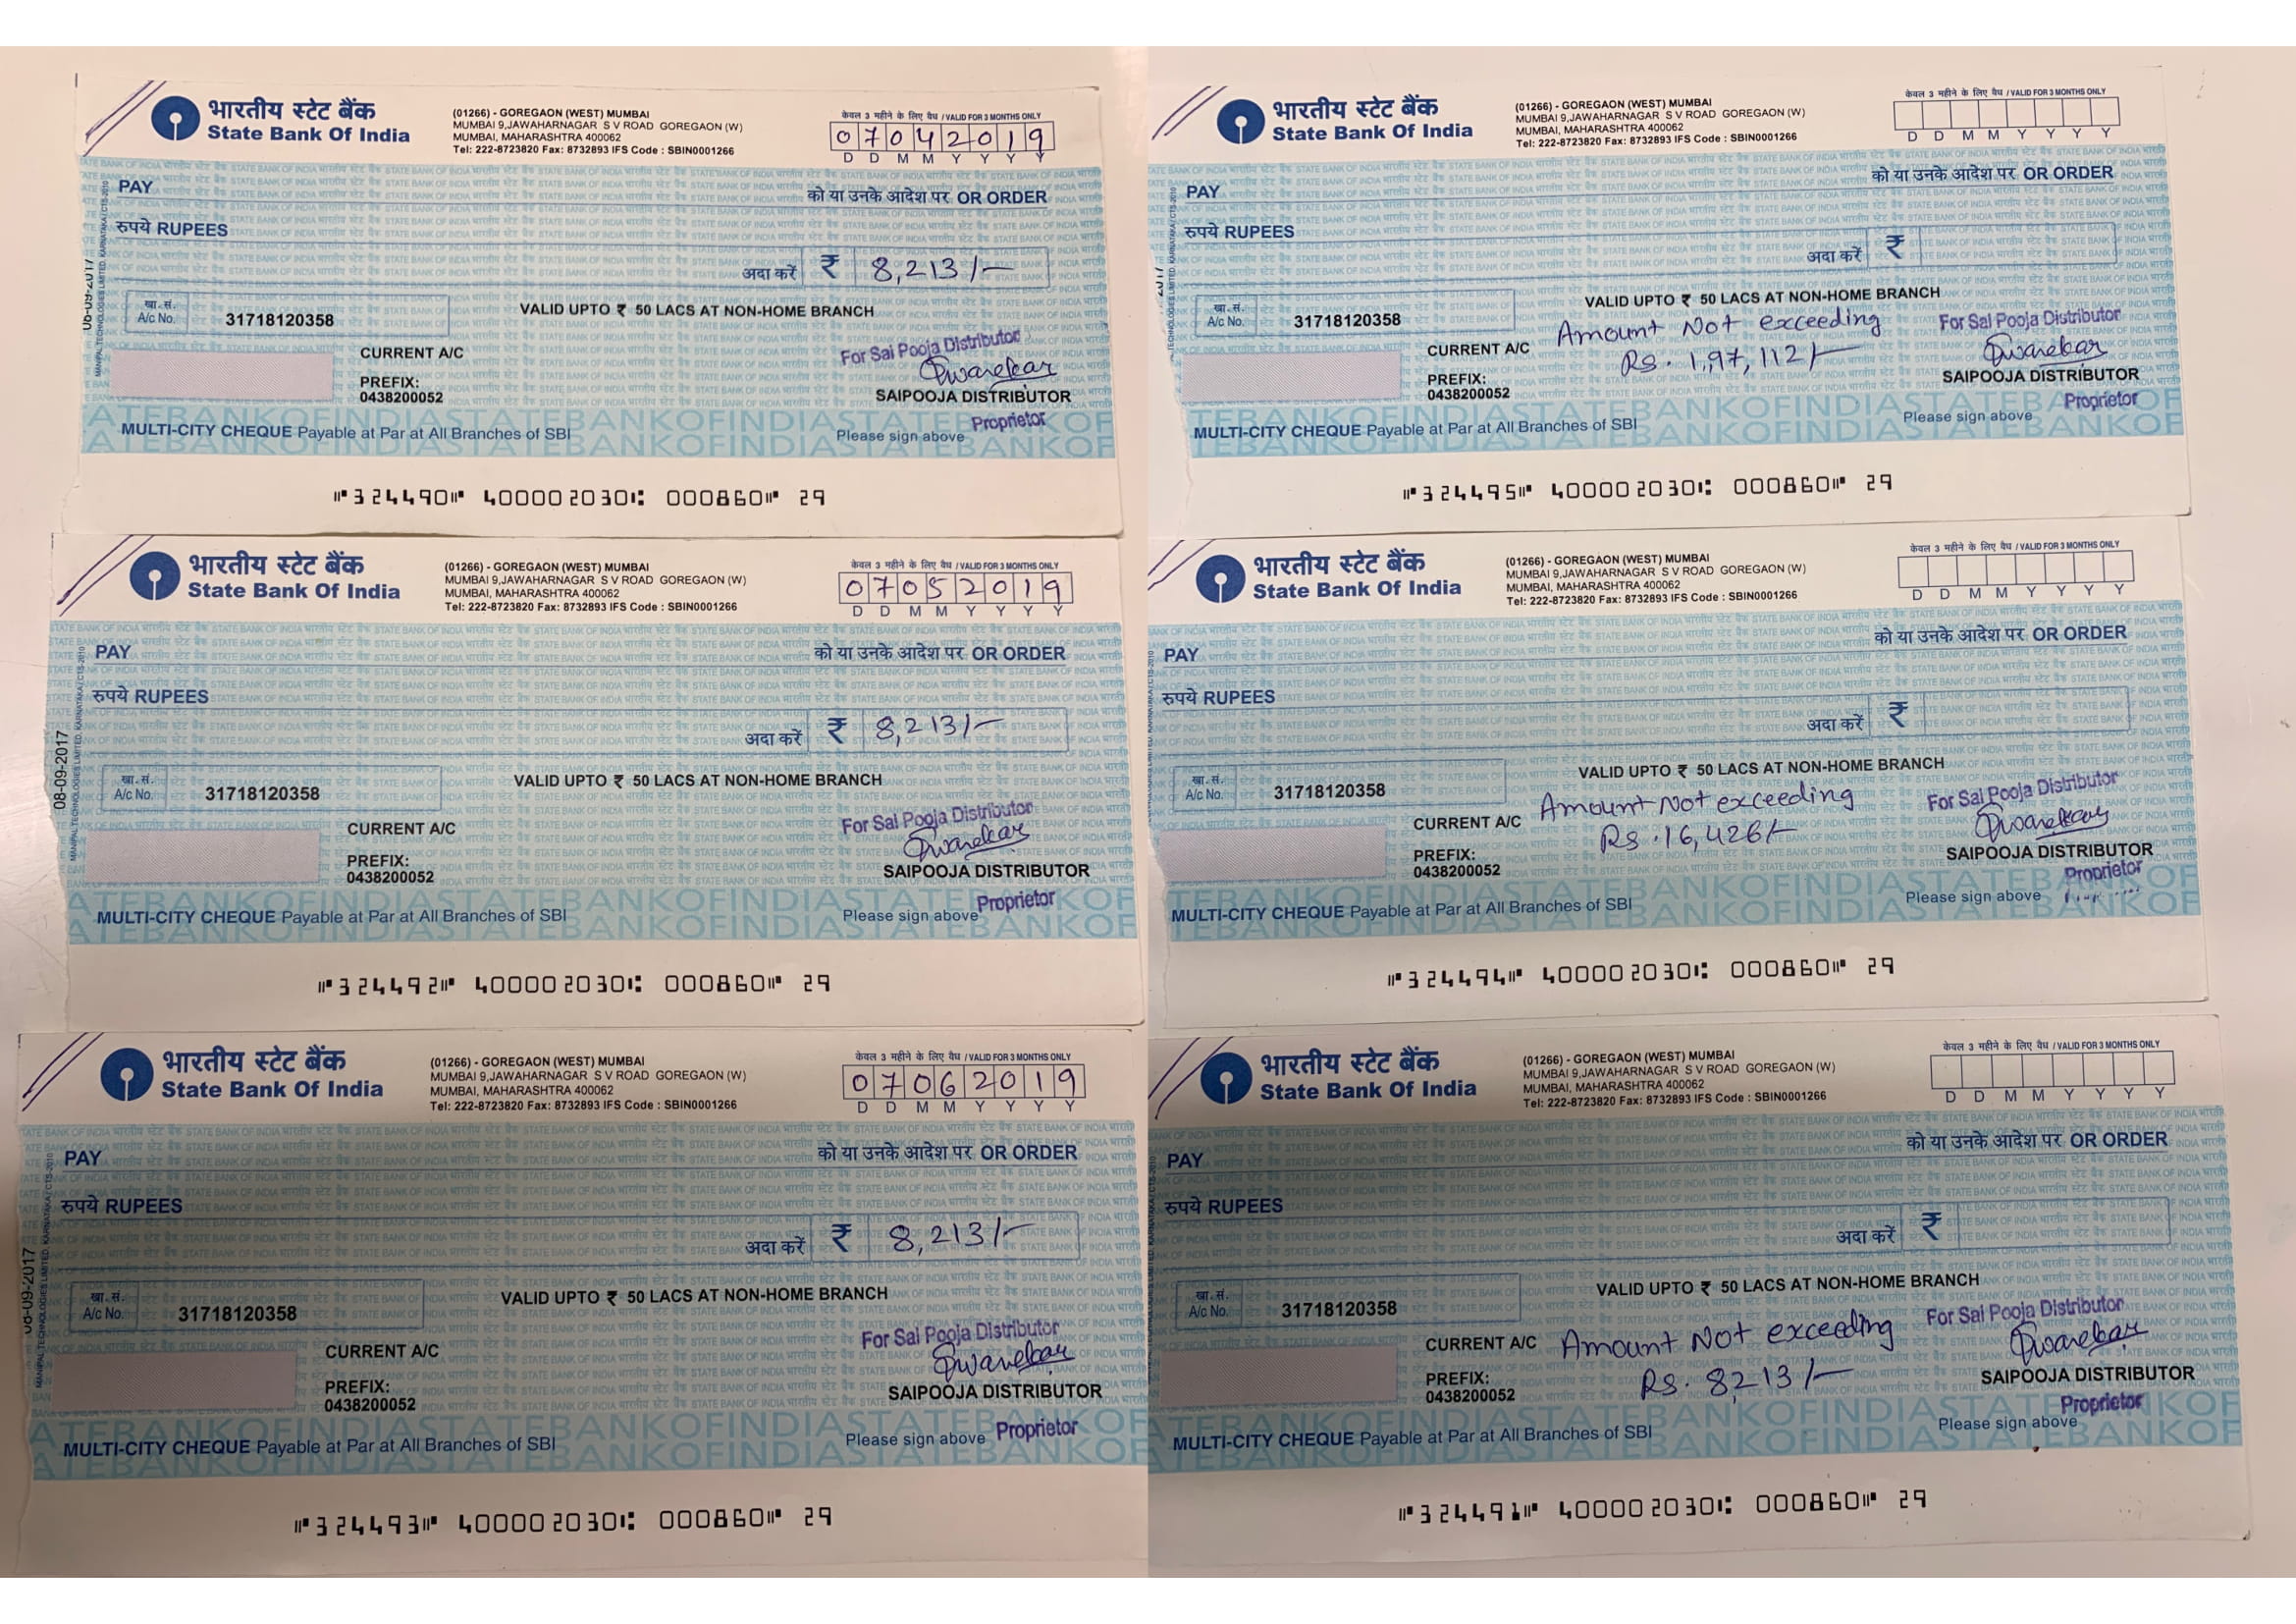 भारतीय स्टेट बैंक
State Bank Of India
(01266) - GOREGAON (WEST) MUMBAI
MUMBAI 9,JAWAHARNAGAR S V ROAD GOREGAON (W)
MUMBAI, MAHARASHTRA 400062
Tel: 222-8723820 Fax: 8732893 IFS Code : SBIN0001266
केवल 3 महीने के लिए वैध / VALID FOR 3 MONTHS ONLY
07042019
D D M M Y Y Y Y
PAY
को या उनके आदेश पर OR ORDER
रुपये RUPEES
अदा करें ₹ 8,213/-
खा. सं.
A/c No. 31718120358
VALID UPTO ₹ 50 LACS AT NON-HOME BRANCH
CURRENT A/C
For Sai Pooja Distributor
PREFIX:
0438200052
SAIPOOJA DISTRIBUTOR
Proprietor
MULTI-CITY CHEQUE Payable at Par at All Branches of SBI
Please sign above
⑈324490⑈ 400002030⑆ 000860⑈ 29
भारतीय स्टेट बैंक
State Bank Of India
(01266) - GOREGAON (WEST) MUMBAI
MUMBAI 9,JAWAHARNAGAR S V ROAD GOREGAON (W)
MUMBAI, MAHARASHTRA 400062
Tel: 222-8723820 Fax: 8732893 IFS Code : SBIN0001266
केवल 3 महीने के लिए वैध / VALID FOR 3 MONTHS ONLY
D D M M Y Y Y Y
PAY
को या उनके आदेश पर OR ORDER
रुपये RUPEES
अदा करें ₹
खा. सं.
A/c No. 31718120358
VALID UPTO ₹ 50 LACS AT NON-HOME BRANCH
Amount Not exceeding
Rs. 1,97,112/-
CURRENT A/C
For Sai Pooja Distributor
PREFIX:
0438200052
SAIPOOJA DISTRIBUTOR
Proprietor
MULTI-CITY CHEQUE Payable at Par at All Branches of SBI
Please sign above
⑈324495⑈ 400002030⑆ 000860⑈ 29
भारतीय स्टेट बैंक
State Bank Of India
(01266) - GOREGAON (WEST) MUMBAI
MUMBAI 9,JAWAHARNAGAR S V ROAD GOREGAON (W)
MUMBAI, MAHARASHTRA 400062
Tel: 222-8723820 Fax: 8732893 IFS Code : SBIN0001266
केवल 3 महीने के लिए वैध / VALID FOR 3 MONTHS ONLY
07052019
D D M M Y Y Y Y
PAY
को या उनके आदेश पर OR ORDER
रुपये RUPEES
अदा करें ₹ 8,213/-
08-09-2017
खा. सं.
A/c No. 31718120358
VALID UPTO ₹ 50 LACS AT NON-HOME BRANCH
CURRENT A/C
For Sai Pooja Distributor
PREFIX:
0438200052
SAIPOOJA DISTRIBUTOR
Proprietor
MULTI-CITY CHEQUE Payable at Par at All Branches of SBI
Please sign above
⑈324492⑈ 400002030⑆ 000860⑈ 29
भारतीय स्टेट बैंक
State Bank Of India
(01266) - GOREGAON (WEST) MUMBAI
MUMBAI 9,JAWAHARNAGAR S V ROAD GOREGAON (W)
MUMBAI, MAHARASHTRA 400062
Tel: 222-8723820 Fax: 8732893 IFS Code : SBIN0001266
केवल 3 महीने के लिए वैध / VALID FOR 3 MONTHS ONLY
D D M M Y Y Y Y
PAY
को या उनके आदेश पर OR ORDER
रुपये RUPEES
अदा करें ₹
खा. सं.
A/c No. 31718120358
VALID UPTO ₹ 50 LACS AT NON-HOME BRANCH
Amount Not exceeding
Rs. 16,426/-
CURRENT A/C
For Sai Pooja Distributor
PREFIX:
0438200052
SAIPOOJA DISTRIBUTOR
Proprietor
MULTI-CITY CHEQUE Payable at Par at All Branches of SBI
Please sign above
⑈324494⑈ 400002030⑆ 000860⑈ 29
भारतीय स्टेट बैंक
State Bank Of India
(01266) - GOREGAON (WEST) MUMBAI
MUMBAI 9,JAWAHARNAGAR S V ROAD GOREGAON (W)
MUMBAI, MAHARASHTRA 400062
Tel: 222-8723820 Fax: 8732893 IFS Code : SBIN0001266
केवल 3 महीने के लिए वैध / VALID FOR 3 MONTHS ONLY
07062019
D D M M Y Y Y Y
PAY
को या उनके आदेश पर OR ORDER
रुपये RUPEES
अदा करें ₹ 8,213/-
खा. सं.
A/c No. 31718120358
VALID UPTO ₹ 50 LACS AT NON-HOME BRANCH
CURRENT A/C
For Sai Pooja Distributor
PREFIX:
0438200052
SAIPOOJA DISTRIBUTOR
Proprietor
MULTI-CITY CHEQUE Payable at Par at All Branches of SBI
Please sign above
⑈324493⑈ 400002030⑆ 000860⑈ 29
भारतीय स्टेट बैंक
State Bank Of India
(01266) - GOREGAON (WEST) MUMBAI
MUMBAI 9,JAWAHARNAGAR S V ROAD GOREGAON (W)
MUMBAI, MAHARASHTRA 400062
Tel: 222-8723820 Fax: 8732893 IFS Code : SBIN0001266
केवल 3 महीने के लिए वैध / VALID FOR 3 MONTHS ONLY
D D M M Y Y Y Y
PAY
को या उनके आदेश पर OR ORDER
रुपये RUPEES
अदा करें ₹
खा. सं.
A/c No. 31718120358
VALID UPTO ₹ 50 LACS AT NON-HOME BRANCH
Amount Not exceeding
Rs. 8213/-
CURRENT A/C
For Sai Pooja Distributor
PREFIX:
0438200052
SAIPOOJA DISTRIBUTOR
Proprietor
MULTI-CITY CHEQUE Payable at Par at All Branches of SBI
Please sign above
⑈324491⑈ 400002030⑆ 000860⑈ 29